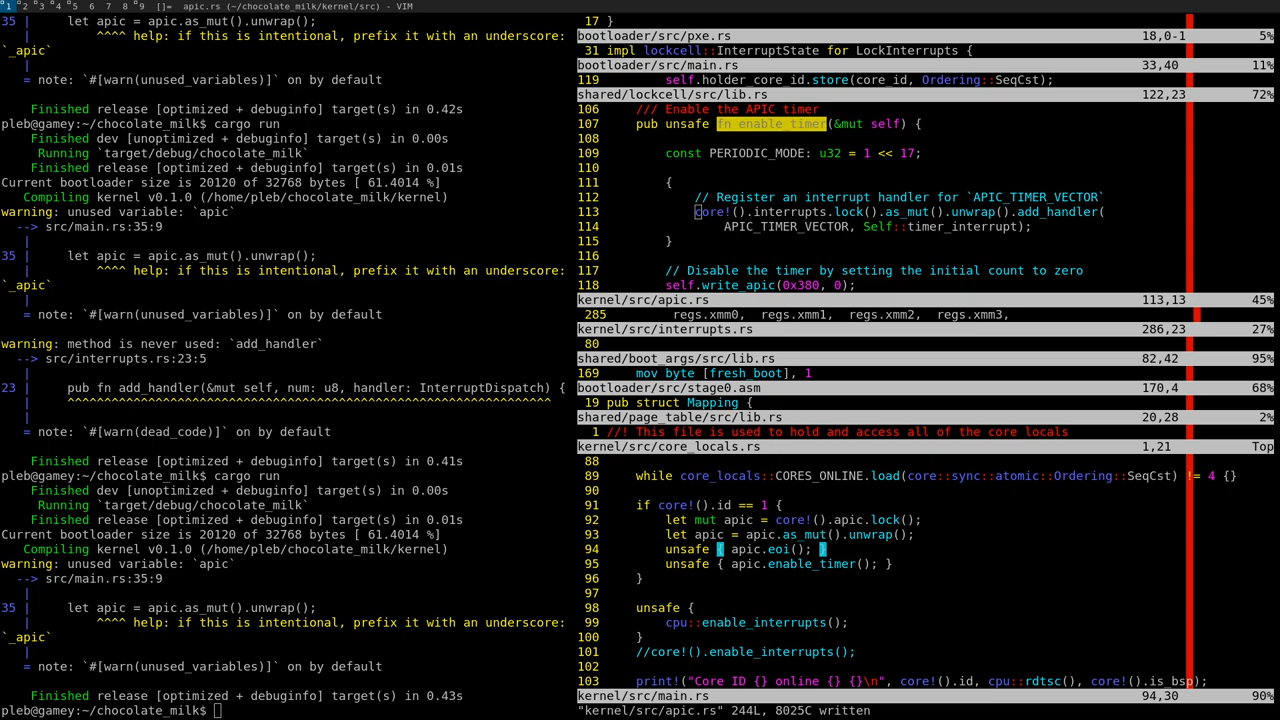 1 2 3 4 5 6 7 8 9 []= apic.rs (~/chocolate_milk/kernel/src) - VIM
35 |     let apic = apic.as_mut().unwrap();
   |         ^^^^ help: if this is intentional, prefix it with an underscore:
`_apic`
   |
   = note: `#[warn(unused_variables)]` on by default
    Finished release [optimized + debuginfo] target(s) in 0.42s
pleb@gamey:~/chocolate_milk$ cargo run
    Finished dev [unoptimized + debuginfo] target(s) in 0.00s
     Running `target/debug/chocolate_milk`
    Finished release [optimized + debuginfo] target(s) in 0.01s
Current bootloader size is 20120 of 32768 bytes [ 61.4014 %]
   Compiling kernel v0.1.0 (/home/pleb/chocolate_milk/kernel)
warning: unused variable: `apic`
  --> src/main.rs:35:9
   |
35 |     let apic = apic.as_mut().unwrap();
   |         ^^^^ help: if this is intentional, prefix it with an underscore:
`_apic`
   |
   = note: `#[warn(unused_variables)]` on by default
warning: method is never used: `add_handler`
  --> src/interrupts.rs:23:5
   |
23 |     pub fn add_handler(&mut self, num: u8, handler: InterruptDispatch) {
   |     ^^^^^^^^^^^^^^^^^^^^^^^^^^^^^^^^^^^^^^^^^^^^^^^^^^^^^^^^^^^^^^^^^^
   |
   = note: `#[warn(dead_code)]` on by default
    Finished release [optimized + debuginfo] target(s) in 0.41s
pleb@gamey:~/chocolate_milk$ cargo run
    Finished dev [unoptimized + debuginfo] target(s) in 0.00s
     Running `target/debug/chocolate_milk`
    Finished release [optimized + debuginfo] target(s) in 0.01s
Current bootloader size is 20120 of 32768 bytes [ 61.4014 %]
   Compiling kernel v0.1.0 (/home/pleb/chocolate_milk/kernel)
warning: unused variable: `apic`
  --> src/main.rs:35:9
   |
35 |     let apic = apic.as_mut().unwrap();
   |         ^^^^ help: if this is intentional, prefix it with an underscore:
`_apic`
   |
   = note: `#[warn(unused_variables)]` on by default
    Finished release [optimized + debuginfo] target(s) in 0.43s
pleb@gamey:~/chocolate_milk$
17 }
bootloader/src/pxe.rs 18,0-1 5%
31 impl lockcell::InterruptState for LockInterrupts {
bootloader/src/main.rs 33,40 11%
119         self.holder_core_id.store(core_id, Ordering::SeqCst);
shared/lockcell/src/lib.rs 122,23 72%
106     /// Enable the APIC timer
107     pub unsafe fn enable_timer(&mut self) {
108
109         const PERIODIC_MODE: u32 = 1 << 17;
110
111         {
112             // Register an interrupt handler for `APIC_TIMER_VECTOR`
113             core!().interrupts.lock().as_mut().unwrap().add_handler(
114                 APIC_TIMER_VECTOR, Self::timer_interrupt);
115         }
116
117         // Disable the timer by setting the initial count to zero
118         self.write_apic(0x380, 0);
kernel/src/apic.rs 113,13 45%
285         regs.xmm0,  regs.xmm1,  regs.xmm2,  regs.xmm3,
kernel/src/interrupts.rs 286,23 27%
80
shared/boot_args/src/lib.rs 82,42 95%
169     mov byte [fresh_boot], 1
bootloader/src/stage0.asm 170,4 68%
19 pub struct Mapping {
shared/page_table/src/lib.rs 20,28 2%
1 //! This file is used to hold and access all of the core locals
kernel/src/core_locals.rs 1,21 Top
88
89     while core_locals::CORES_ONLINE.load(core::sync::atomic::Ordering::SeqCst) != 4 {}
90
91     if core!().id == 1 {
92         let mut apic = core!().apic.lock();
93         let apic = apic.as_mut().unwrap();
94         unsafe { apic.eoi(); }
95         unsafe { apic.enable_timer(); }
96     }
97
98     unsafe {
99         cpu::enable_interrupts();
100     }
101     //core!().enable_interrupts();
102
103     print!("Core ID {} online {} {}\n", core!().id, cpu::rdtsc(), core!().is_bsp);
kernel/src/main.rs 94,30 90%
"kernel/src/apic.rs" 244L, 8025C written